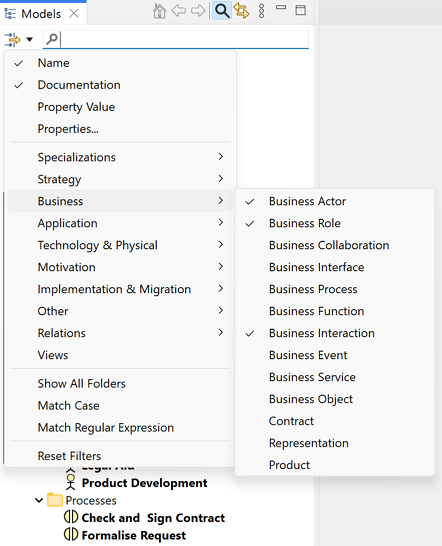 Models
Name
Documentation
Property Value
Properties...
Specializations
Strategy
Business
Application
Technology & Physical
Motivation
Implementation & Migration
Other
Relations
Views
Show All Folders
Match Case
Match Regular Expression
Reset Filters
Business Actor
Business Role
Business Collaboration
Business Interface
Business Process
Business Function
Business Interaction
Business Event
Business Service
Business Object
Contract
Representation
Product
Legal Aid
Product Development
Processes
Check and  Sign Contract
Formalise Request